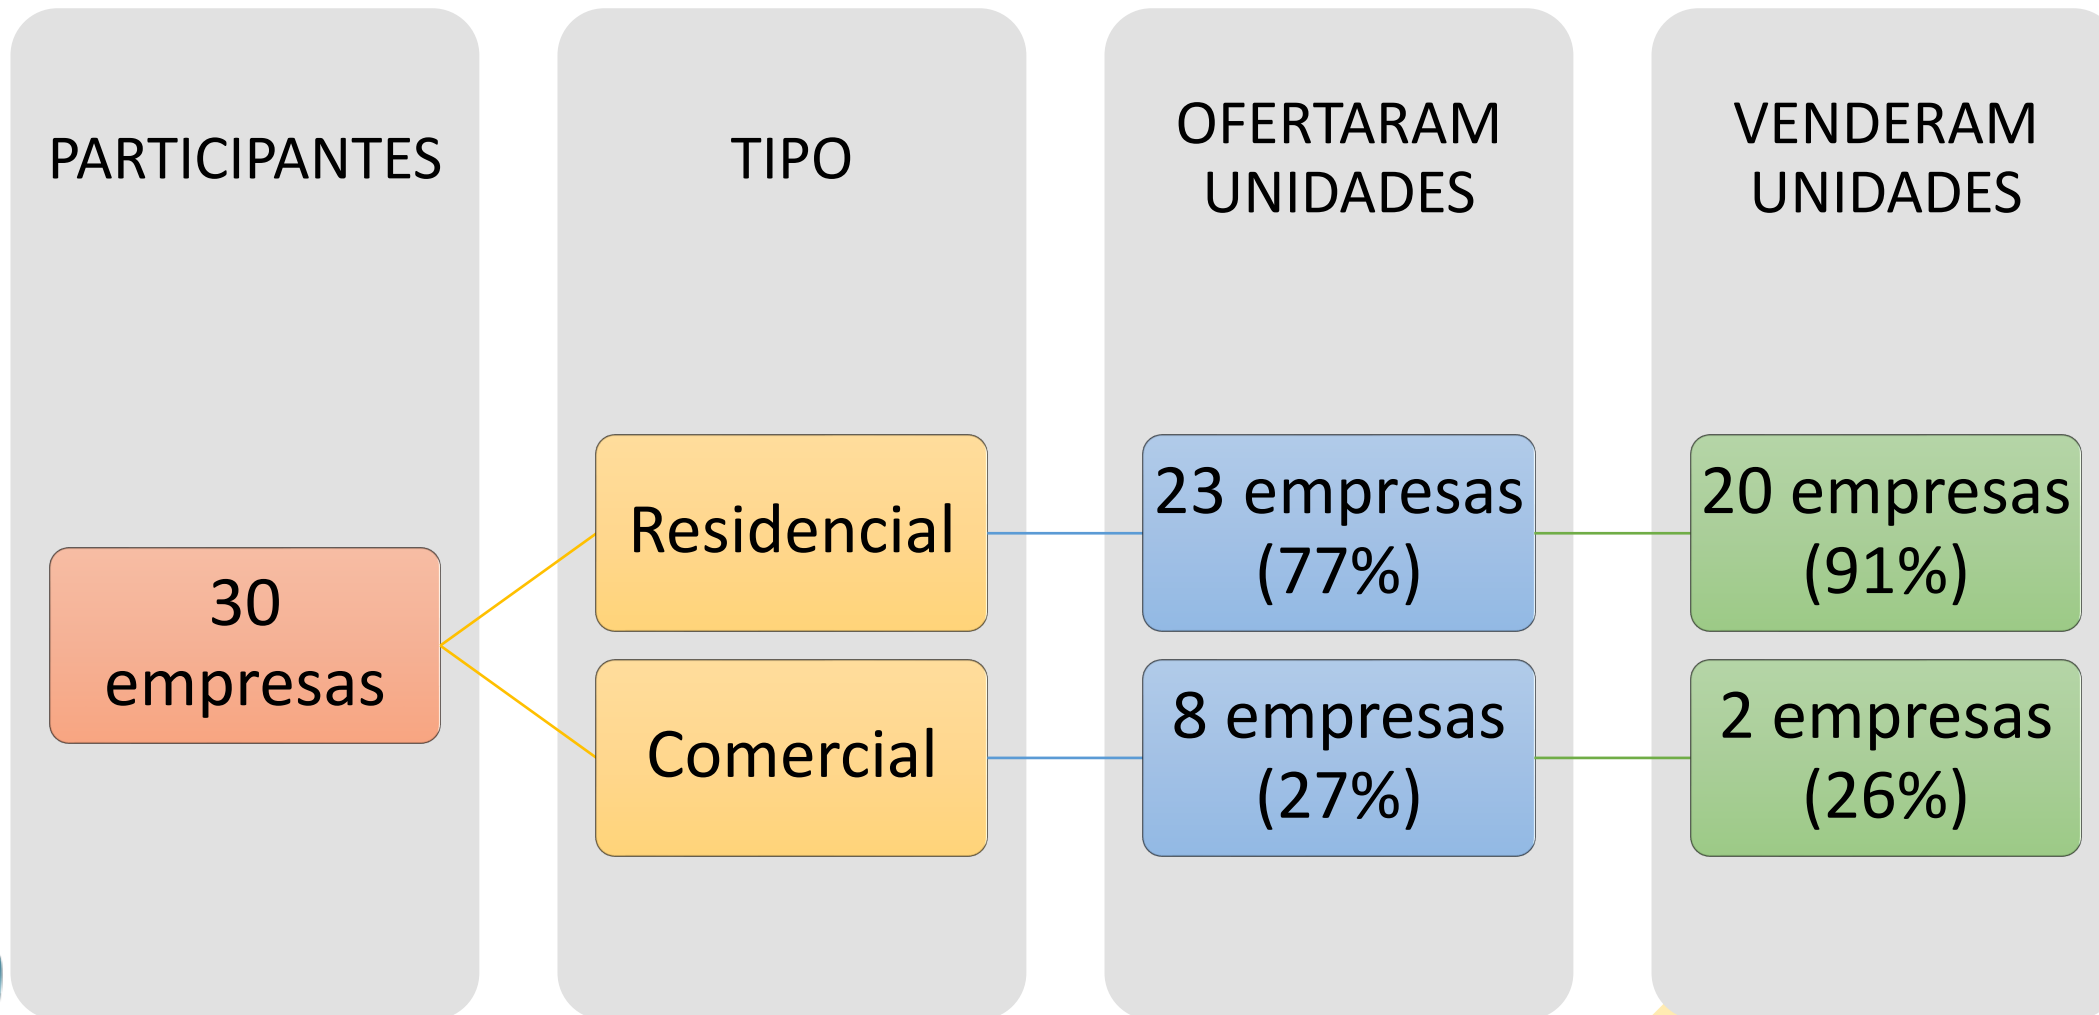 PARTICIPANTES
TIPO
OFERTARAM
UNIDADES
VENDERAM
UNIDADES
30
empresas
Residencial
23 empresas
(77%)
20 empresas
(91%)
Comercial
8 empresas
(27%)
2 empresas
(26%)